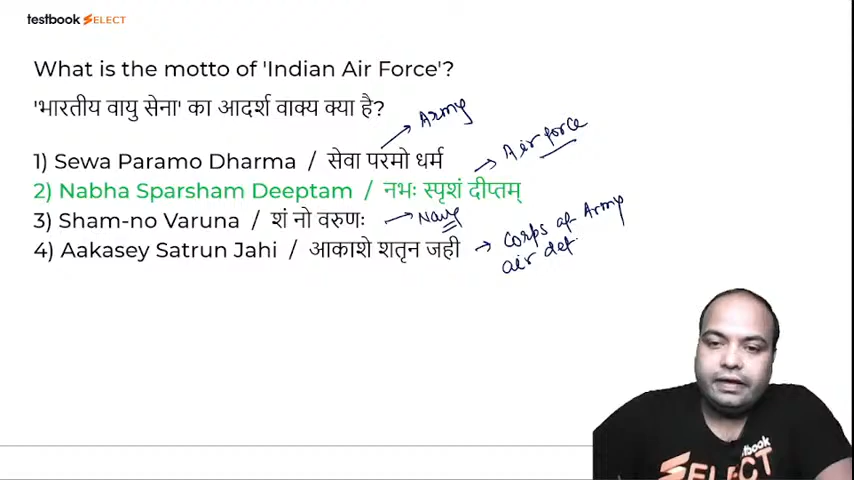 testbook SELECT
What is the motto of 'Indian Air Force'?
'भारतीय वायु सेना' का आदर्श वाक्य क्या है?
Army
Air force
1) Sewa Paramo Dharma / सेवा परमो धर्म
2) Nabha Sparsham Deeptam / नभः स्पृशं दीप्तम्
3) Sham-no Varuna / शं नो वरुणः
Navy
4) Aakasey Satrun Jahi / आकाशे शतृन जही
Corps of Army
air def
testbook
SELECT